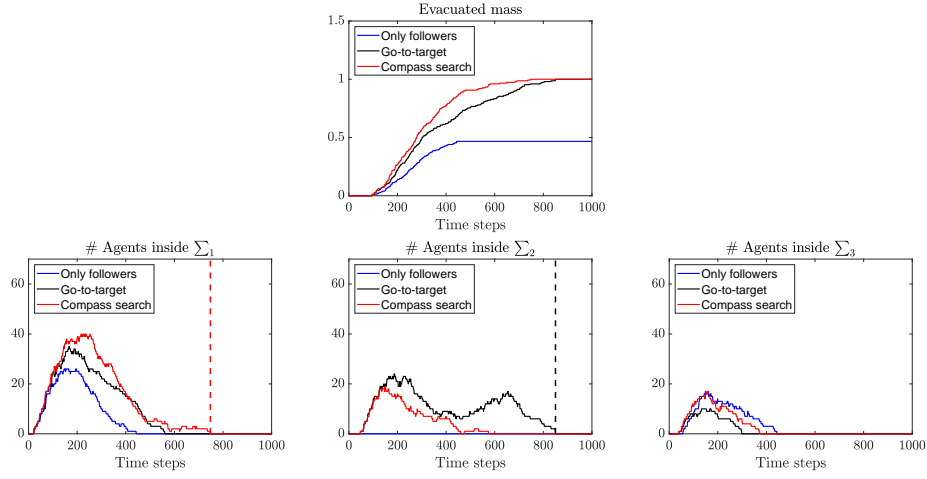 Evacuated mass
1.5
1
0.5
0
Only followers
Go-to-target
Compass search
0 200 400 600 800 1000
Time steps
# Agents inside ∑1
60
40
20
0
Only followers
Go-to-target
Compass search
0 200 400 600 800 1000
Time steps
# Agents inside ∑2
60
40
20
0
Only followers
Go-to-target
Compass search
0 200 400 600 800 1000
Time steps
# Agents inside ∑3
60
40
20
0
Only followers
Go-to-target
Compass search
0 200 400 600 800 1000
Time steps